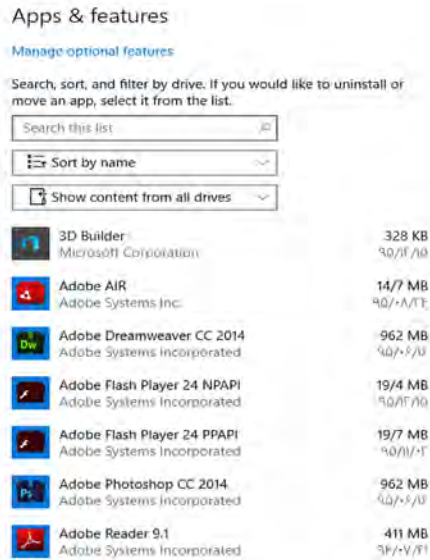 Apps & features
Manage optional features
Search, sort, and filter by drive. If you would like to uninstall or
move an app, select it from the list.
Search this list
Sort by name
Show content from all drives
3D Builder 328 KB
Microsoft Corporation
Adobe AIR 14/7 MB
Adobe Systems Inc.
Adobe Dreamweaver CC 2014 962 MB
Adobe Systems Incorporated
Adobe Flash Player 24 NPAPI 19/4 MB
Adobe Systems Incorporated
Adobe Flash Player 24 PPAPI 19/7 MB
Adobe Systems Incorporated
Adobe Photoshop CC 2014 962 MB
Adobe Systems Incorporated
Adobe Reader 9.1 411 MB
Adobe Systems Incorporated